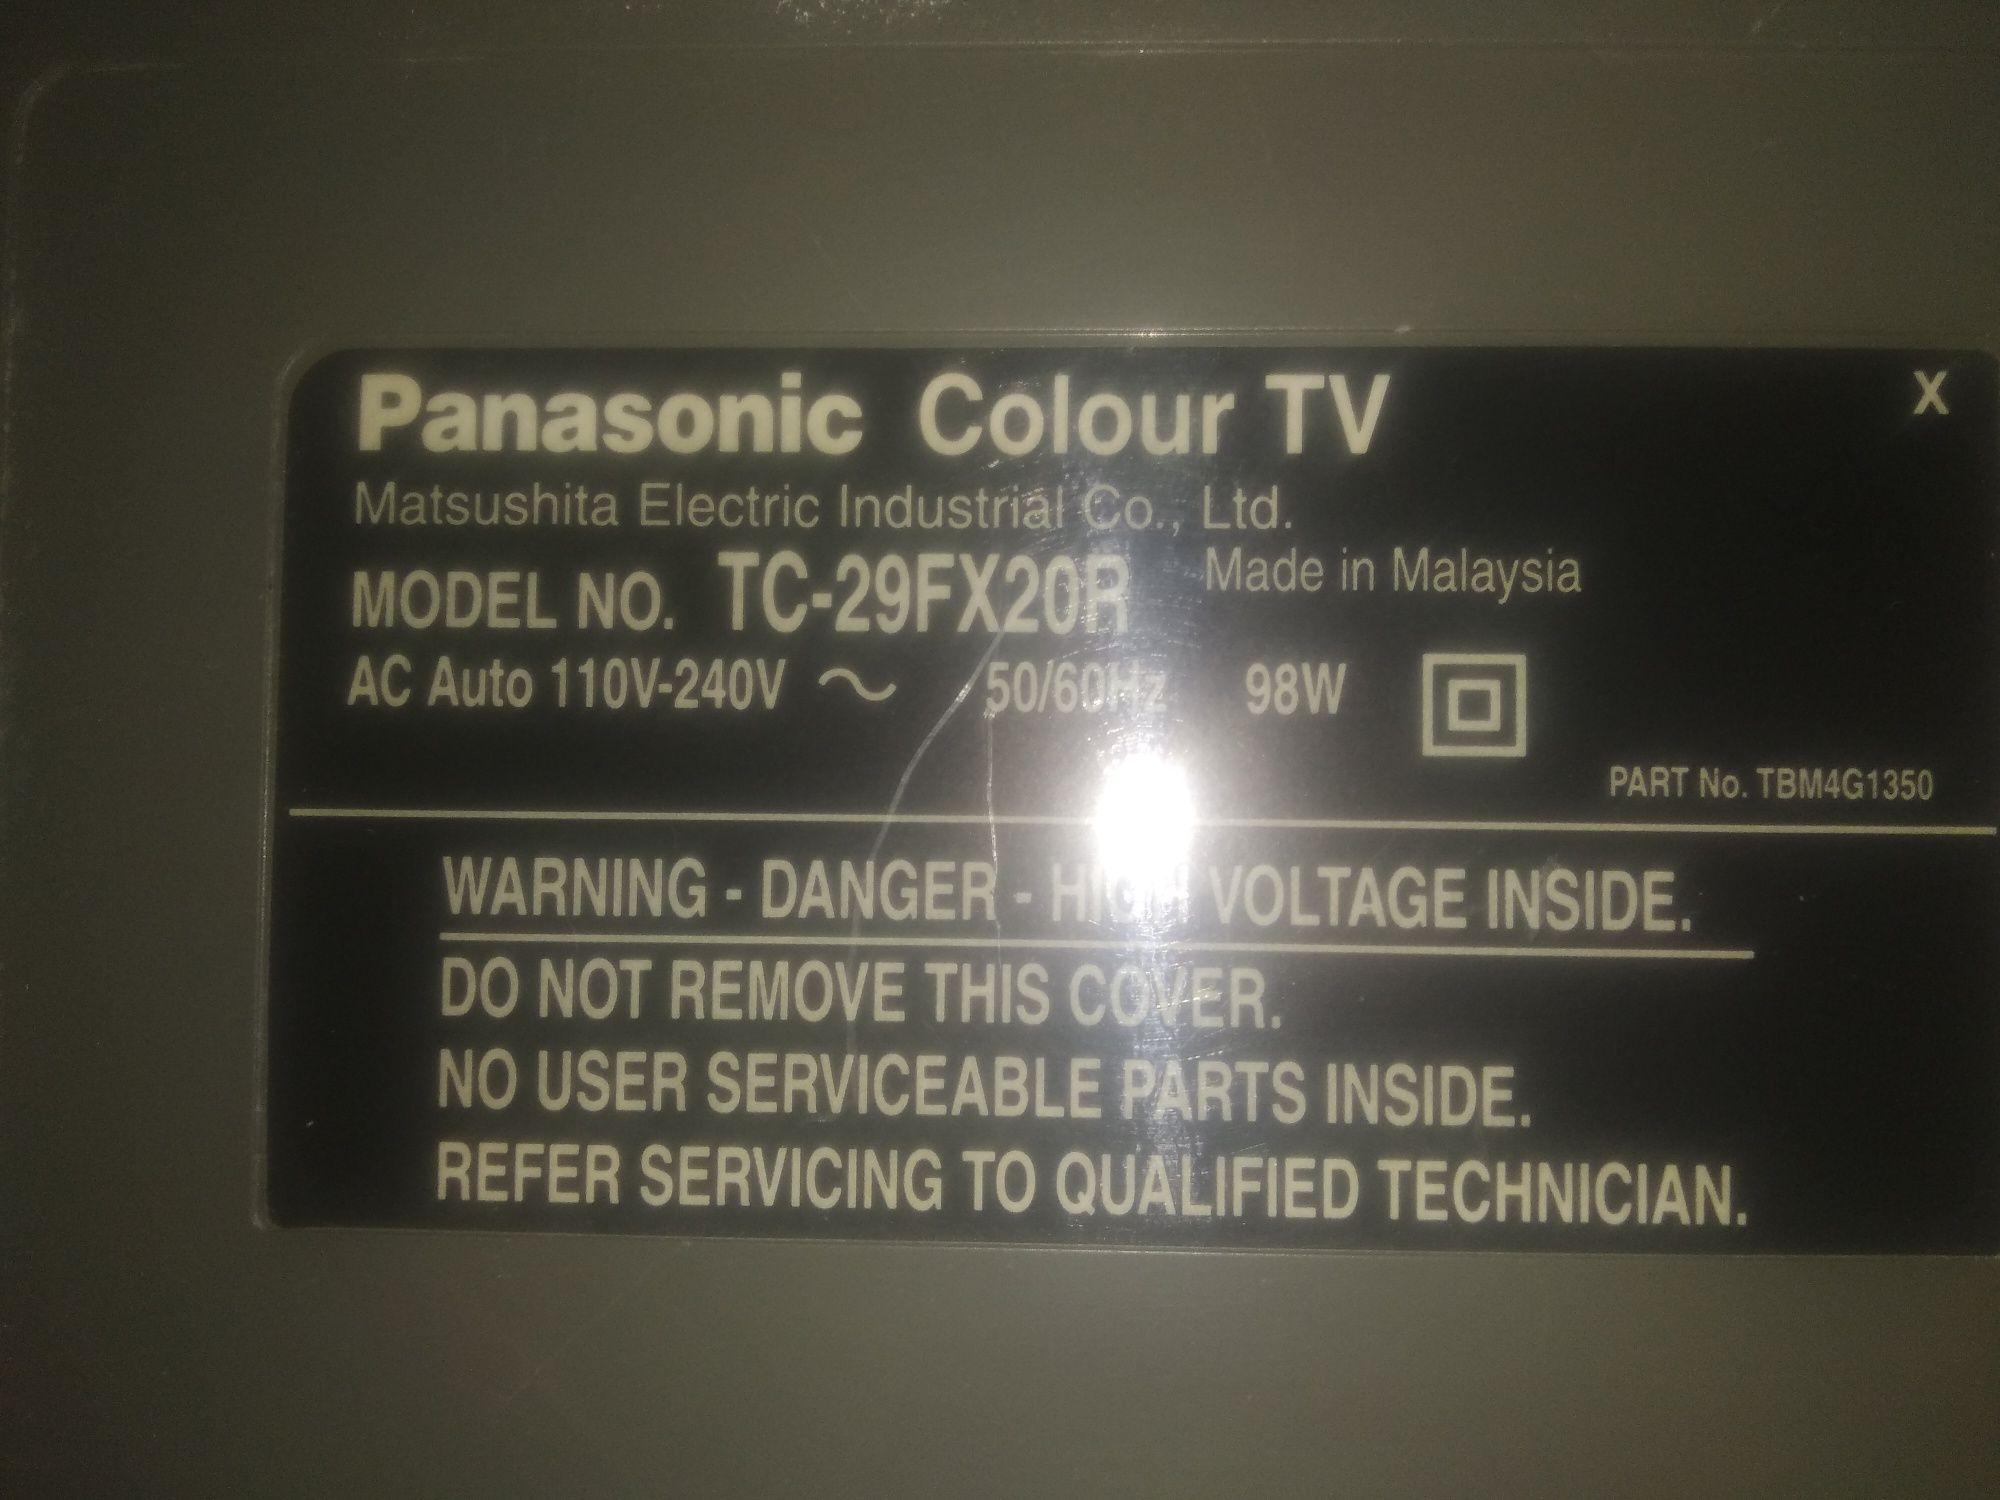 Panasonic Colour TV X
Matsushita Electric Industrial Co., Ltd.
MODEL NO. TC-29FX20R Made in Malaysia
AC Auto 110V-240V ~ 50/60Hz 98W
PART No. TBM4G1350
WARNING - DANGER - HIGH VOLTAGE INSIDE.
DO NOT REMOVE THIS COVER.
NO USER SERVICEABLE PARTS INSIDE.
REFER SERVICING TO QUALIFIED TECHNICIAN.